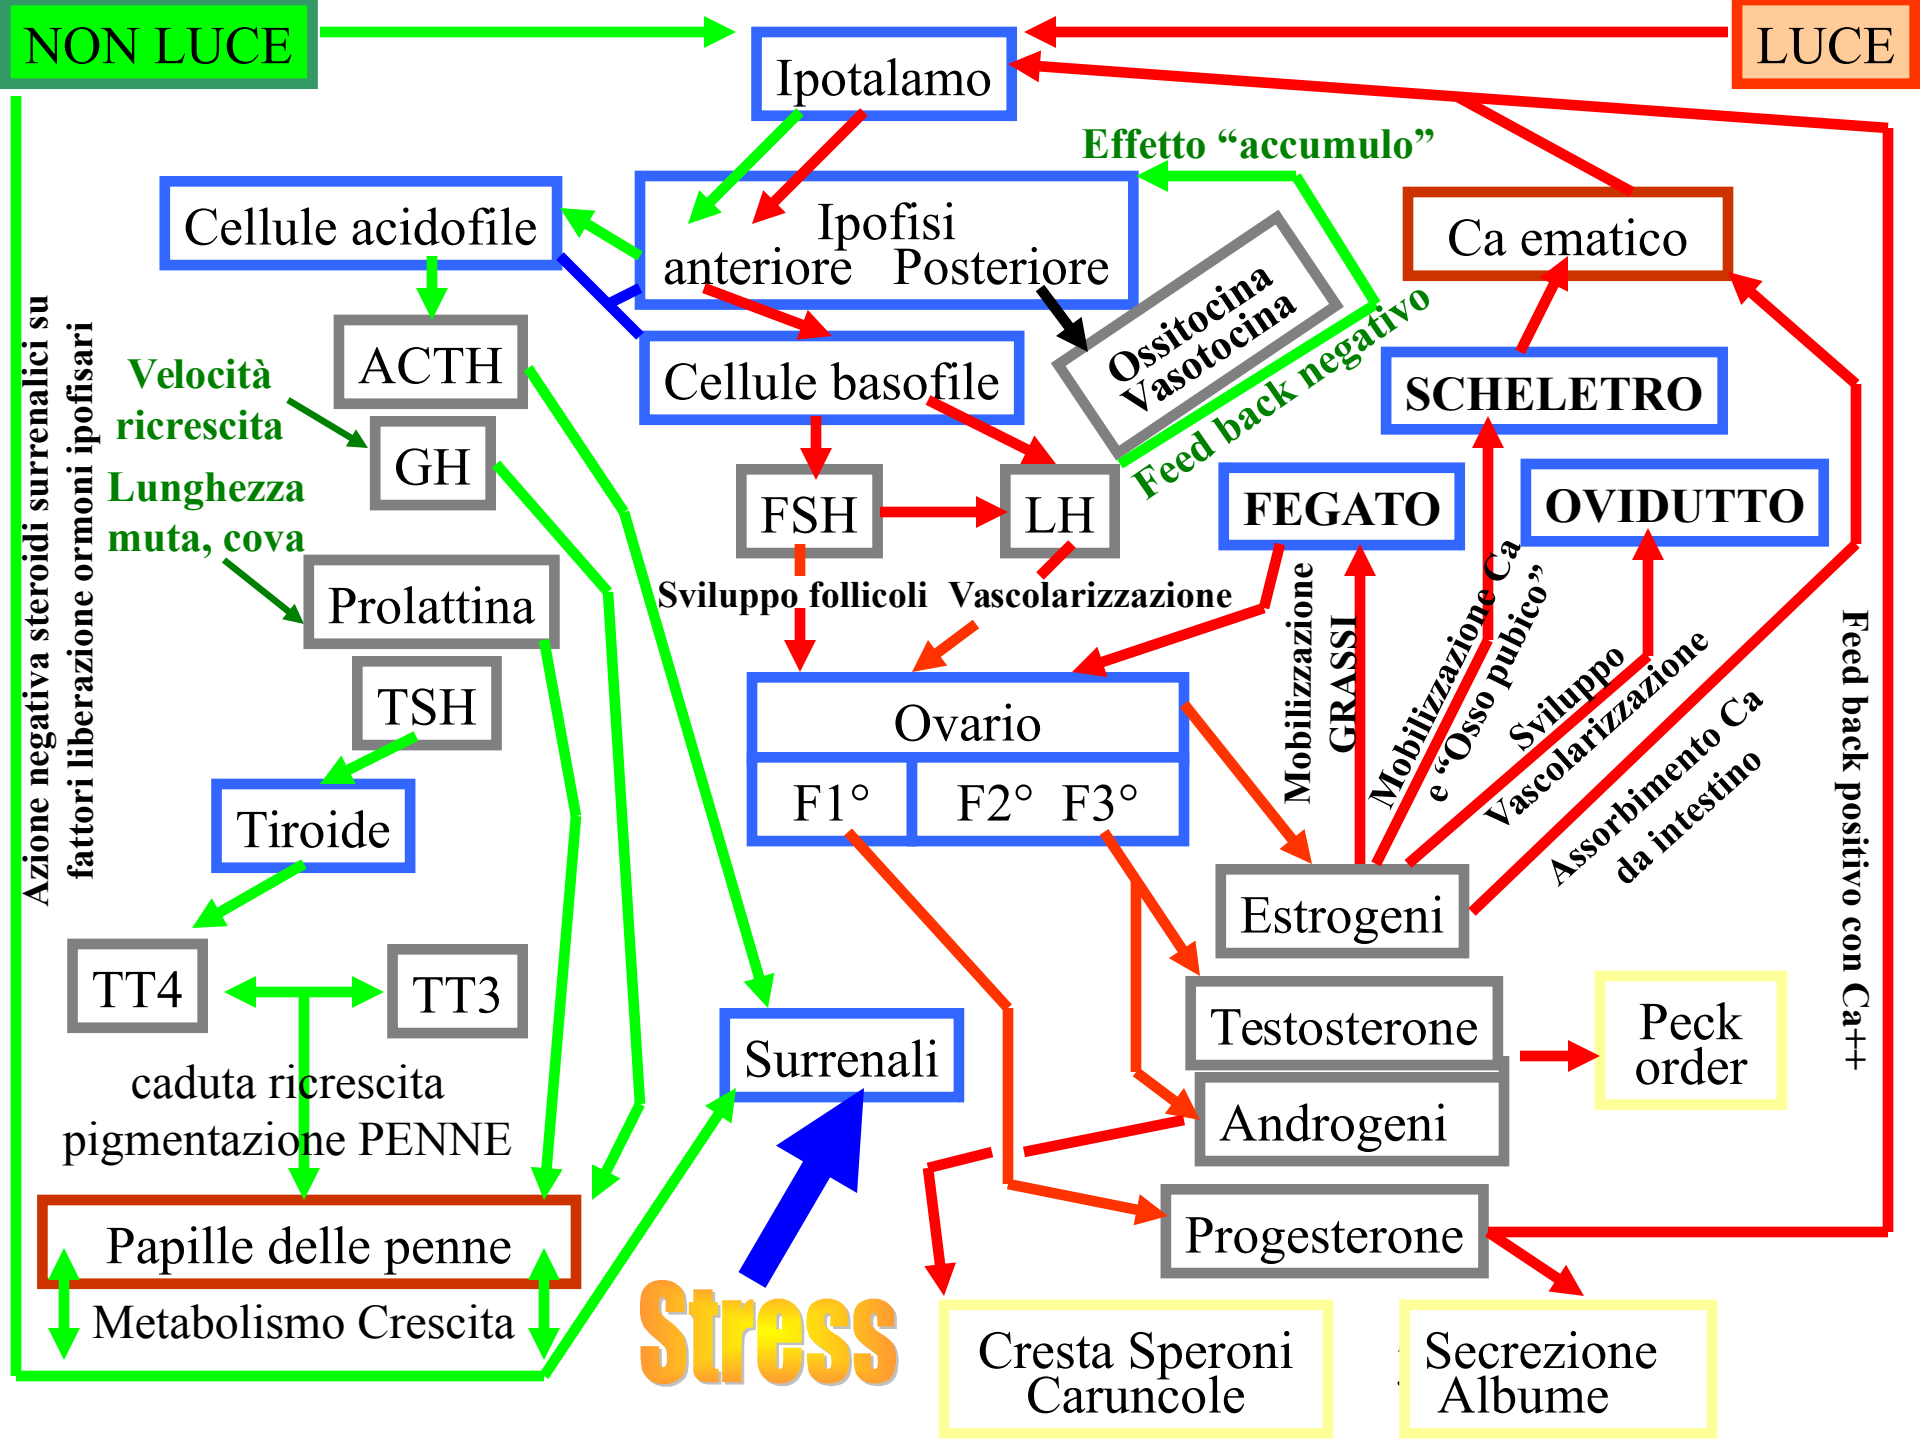 NON LUCE
LUCE
Ipotalamo
Effetto “accumulo”
Cellule acidofile
Ipofisi
anteriore Posteriore
Ca ematico
Ossitocina
Vasotocina
Feed back negativo
Azione negativa steroidi surrenalici su
fattori liberazione ormoni ipofisari
ACTH
Velocità
ricrescita
Cellule basofile
SCHELETRO
GH
Lunghezza
muta, cova
FSH
LH
FEGATO
OVIDUTTO
Prolattina
Sviluppo follicoli
Vascolarizzazione
Mobilizzazione
GRASSI
Mobilizzazione Ca
e “Osso pubico”
Sviluppo
Vascolarizzazione
Assorbimento Ca
da intestino
Feed back positivo con Ca++
TSH
Ovario
F1°
F2° F3°
Tiroide
Estrogeni
TT4
TT3
Testosterone
Peck
order
Surrenali
caduta ricrescita
pigmentazione PENNE
Androgeni
Progesterone
Papille delle penne
Metabolismo Crescita
Stress
Cresta Speroni
Caruncole
Secrezione
Albume